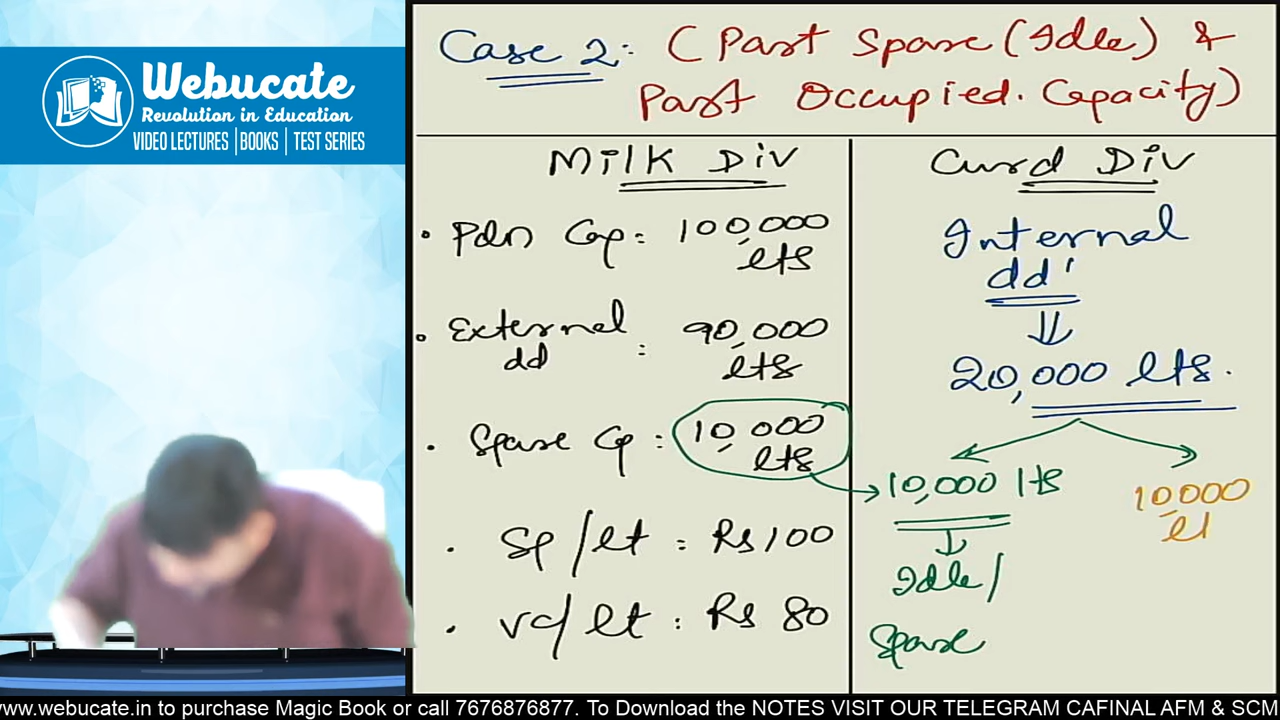 Webucate
Revolution in Education
VIDEO LECTURES | BOOKS | TEST SERIES
Case 2: (Part Spare (Idle) &
Part Occupied. Capacity)
Milk Div
• Pdn Cap = 100,000
lts
• External
dd = 90,000
lts
• Spare Cp : 10,000
lts
• Sp/lt : Rs 100
• vc/lt : Rs 80
Curd Div
Internal
dd'
⇓
20,000 lts.
10,000 lts
10,000
lt
Idle/
Spare
www.webucate.in to purchase Magic Book or call 7676876877. To Download the NOTES VISIT OUR TELEGRAM CAFINAL AFM & SCM